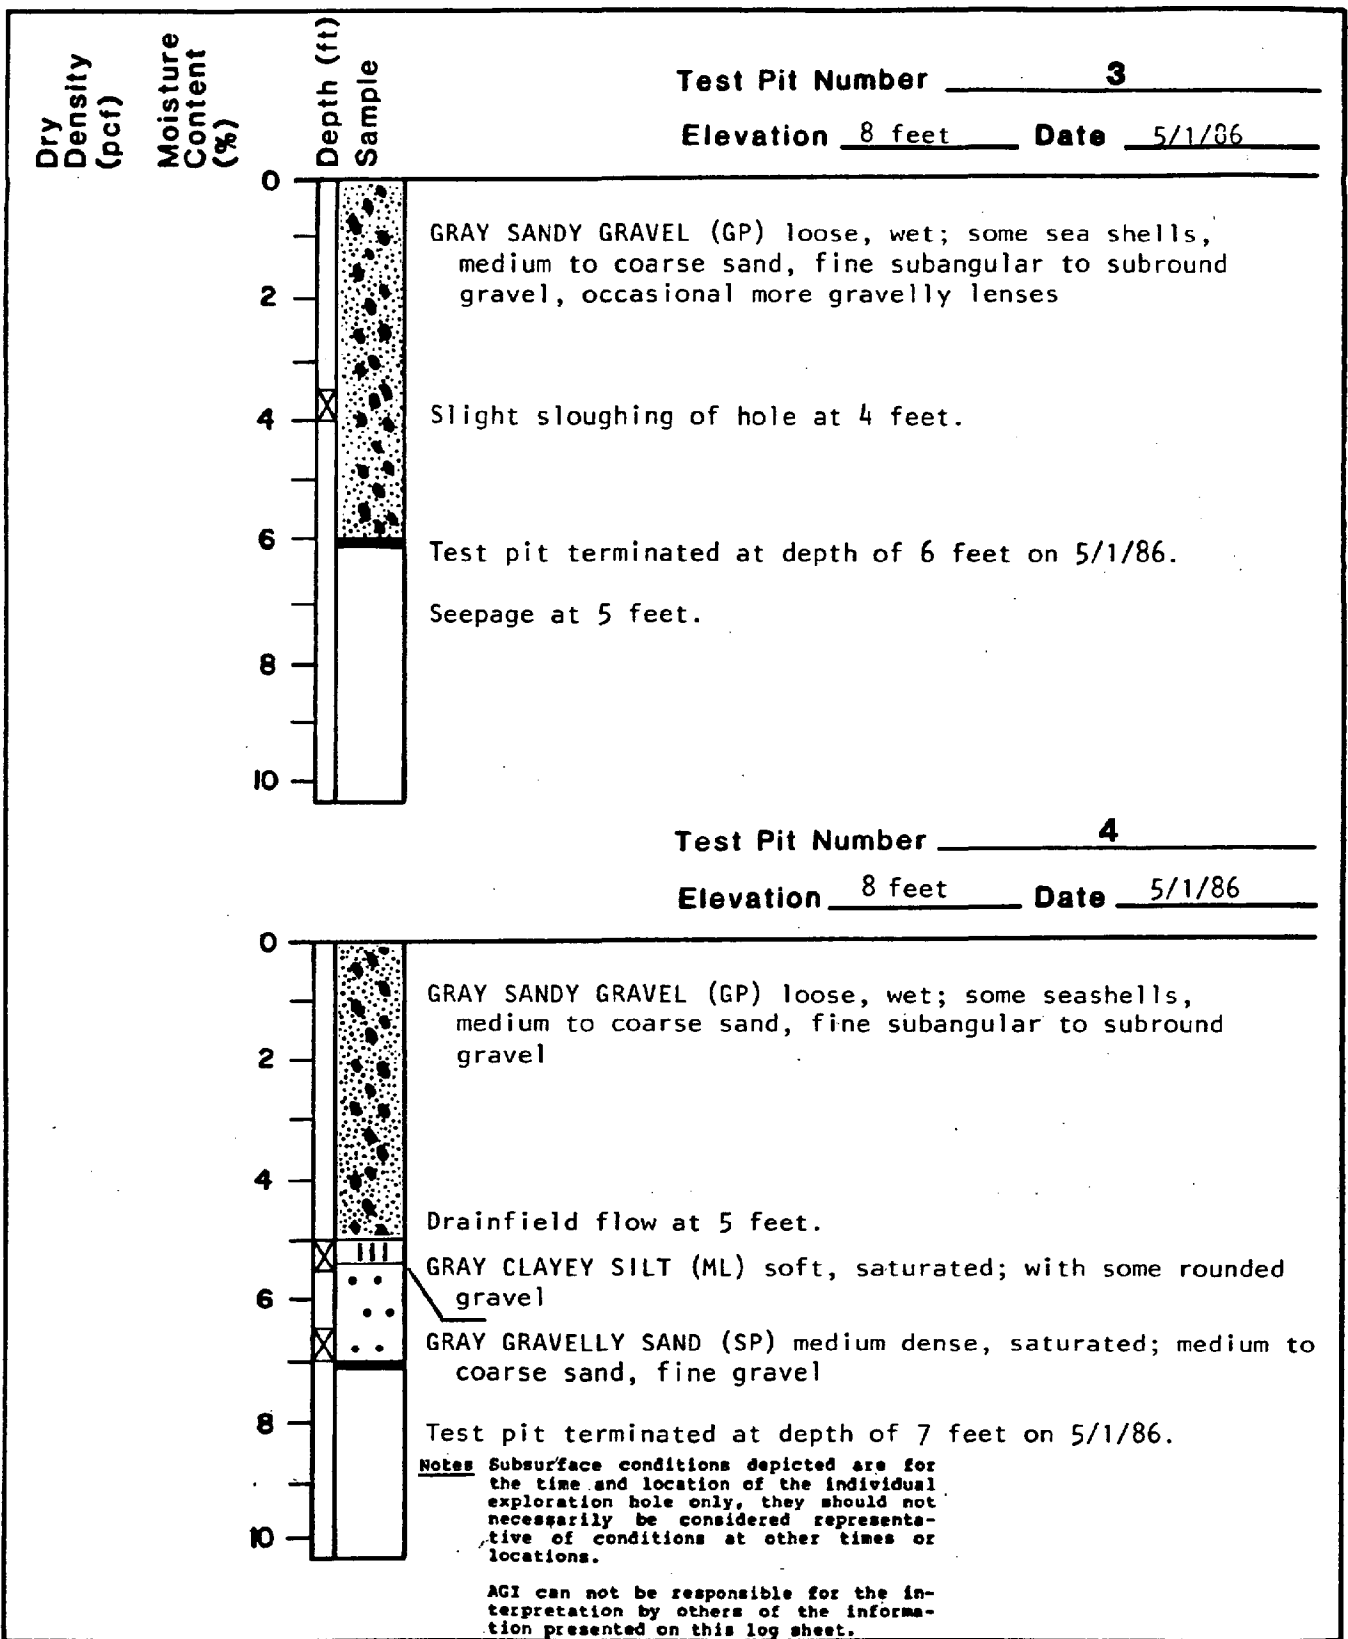 Dry
Density
(pcf)
Moisture
Content
(%)
Depth (ft)
Sample
Test Pit Number 3
Elevation 8 feet Date 5/1/86
0
GRAY SANDY GRAVEL (GP) loose, wet; some sea shells,
medium to coarse sand, fine subangular to subround
2 gravel, occasional more gravelly lenses
4 Slight sloughing of hole at 4 feet.
6 Test pit terminated at depth of 6 feet on 5/1/86.
Seepage at 5 feet.
8
10
Test Pit Number 4
Elevation 8 feet Date 5/1/86
0
GRAY SANDY GRAVEL (GP) loose, wet; some seashells,
medium to coarse sand, fine subangular to subround
2 gravel
4
Drainfield flow at 5 feet.
GRAY CLAYEY SILT (ML) soft, saturated; with some rounded
6 gravel
GRAY GRAVELLY SAND (SP) medium dense, saturated; medium to
coarse sand, fine gravel
8 Test pit terminated at depth of 7 feet on 5/1/86.
Notes Subsurface conditions depicted are for
the time and location of the individual
exploration hole only, they should not
necessarily be considered representa-
10 tive of conditions at other times or
locations.
AGI can not be responsible for the in-
terpretation by others of the informa-
tion presented on this log sheet.